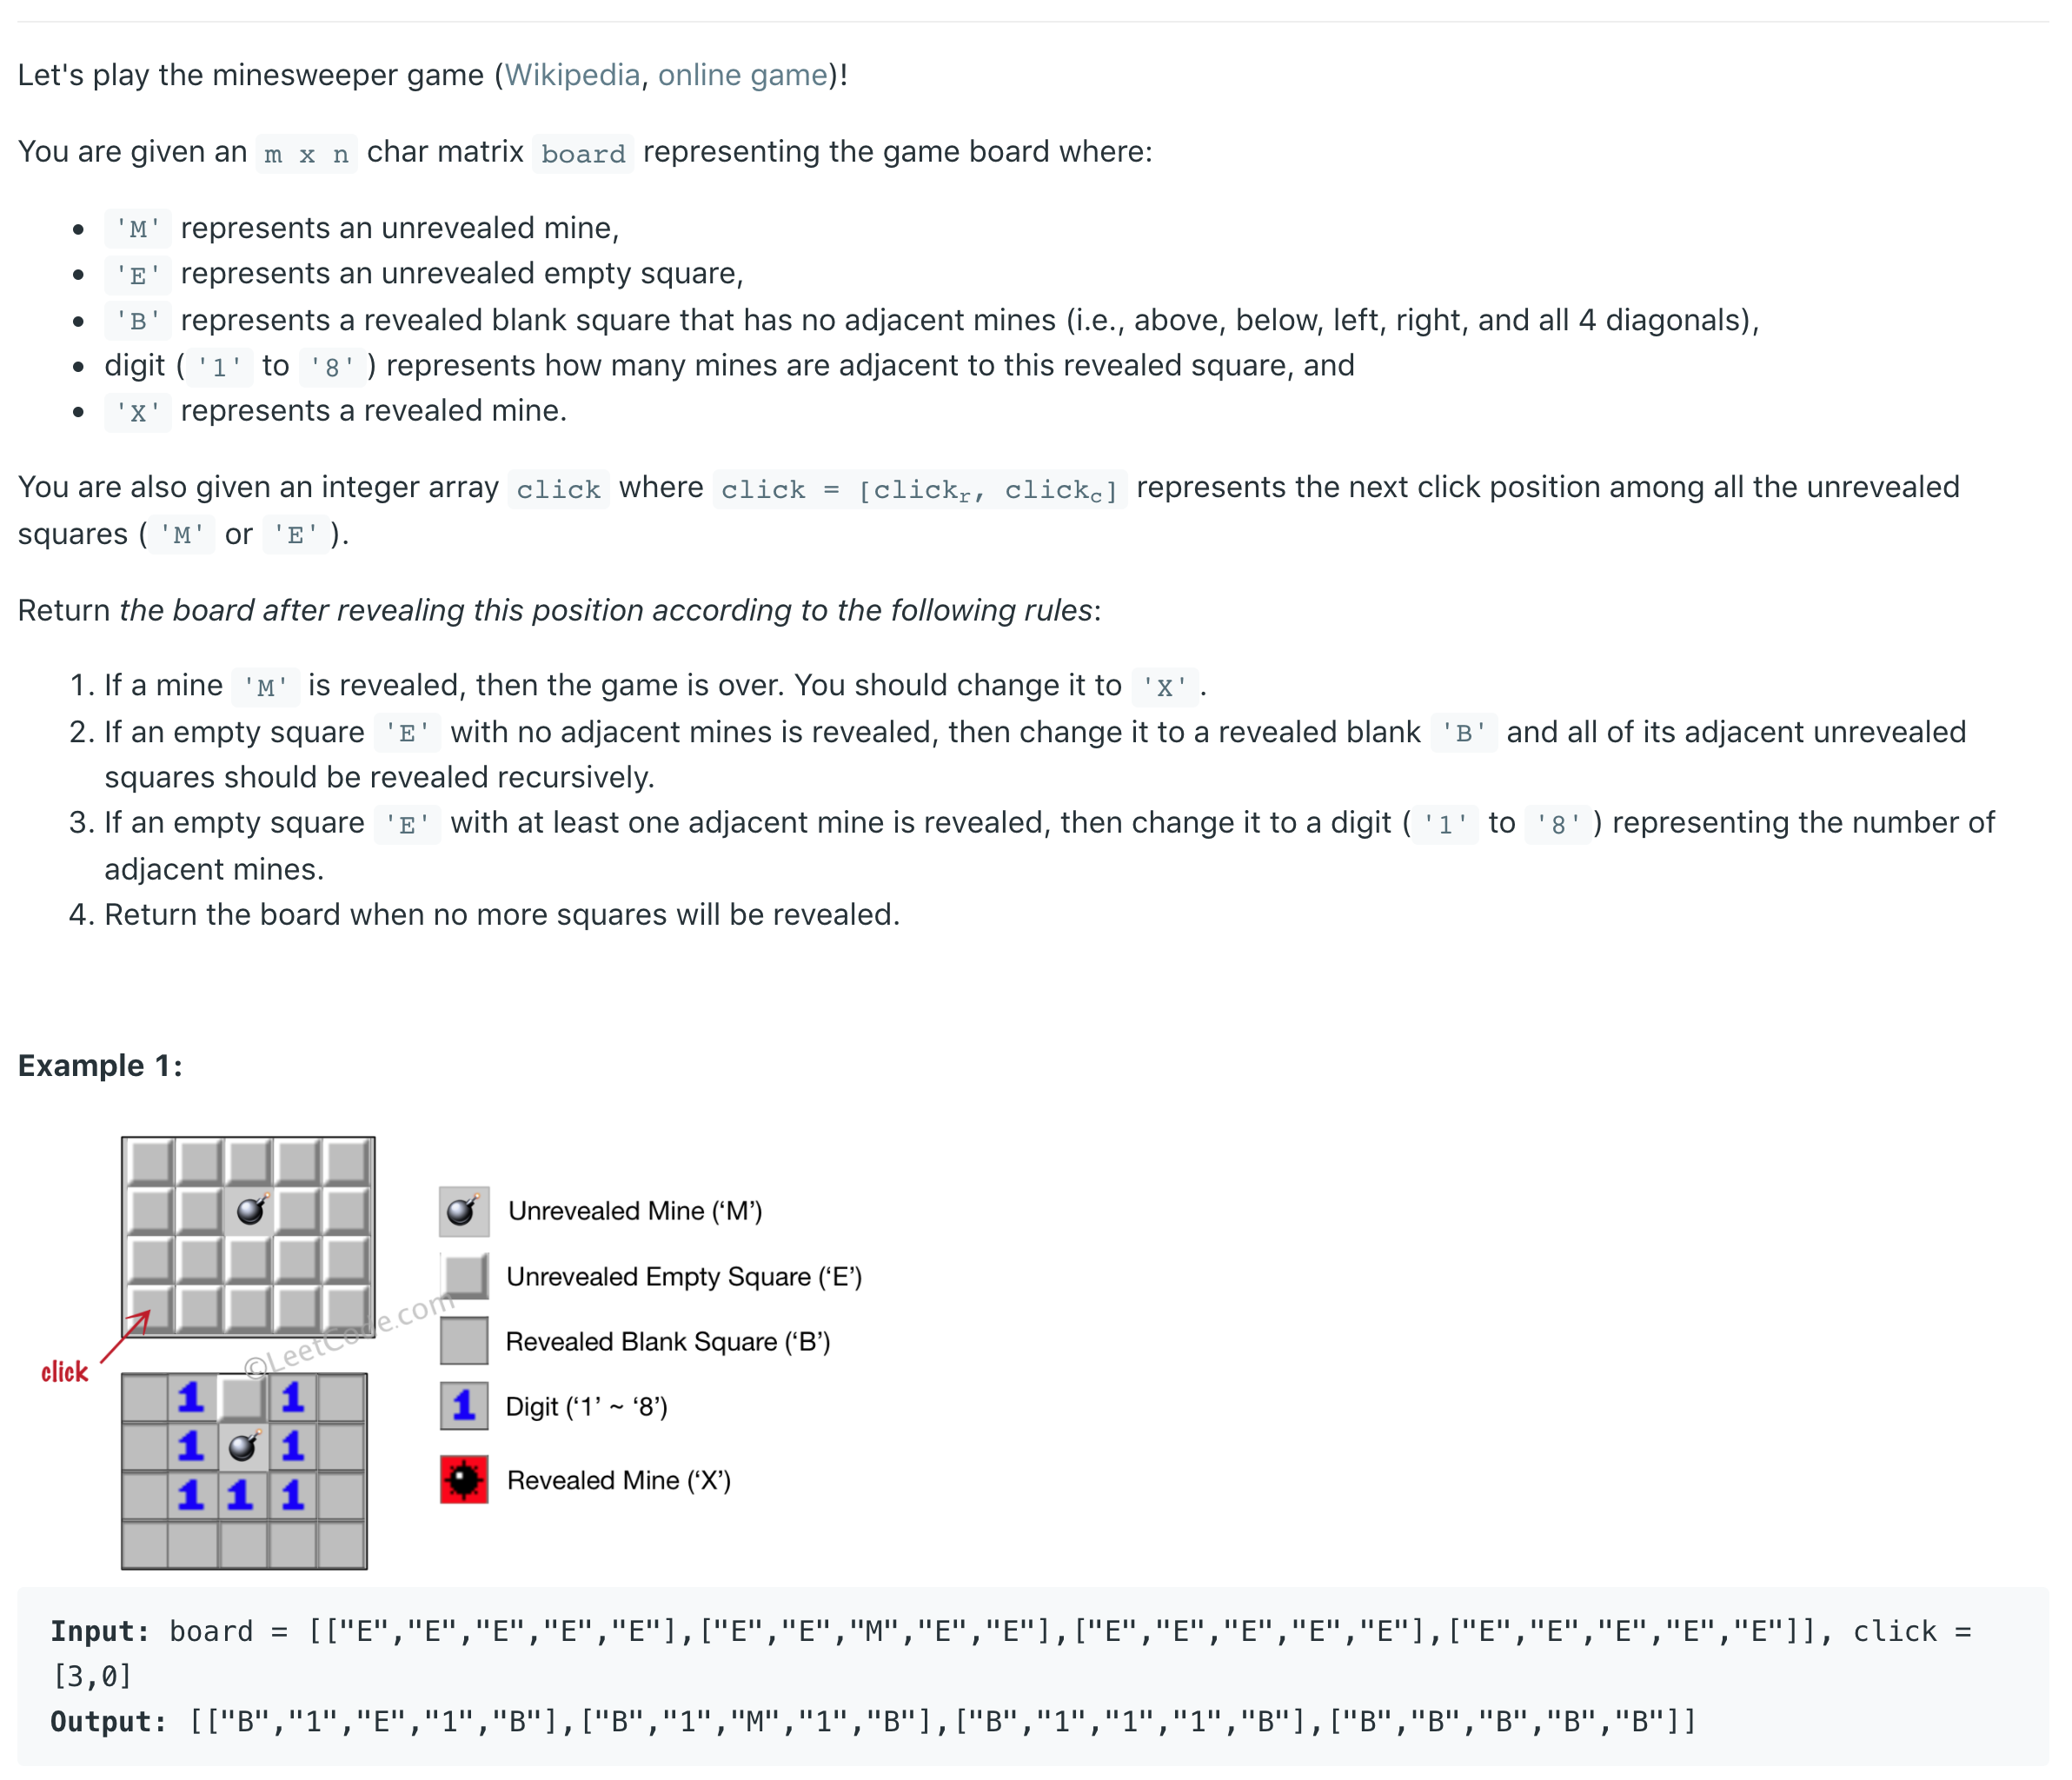 Let's play the minesweeper game (Wikipedia, online game)!
You are given an m x n char matrix board representing the game board where:
• 'M' represents an unrevealed mine,
• 'E' represents an unrevealed empty square,
• 'B' represents a revealed blank square that has no adjacent mines (i.e., above, below, left, right, and all 4 diagonals),
• digit ( '1' to '8' ) represents how many mines are adjacent to this revealed square, and
• 'X' represents a revealed mine.
You are also given an integer array click where click = [clickr, clickc] represents the next click position among all the unrevealed
squares ( 'M' or 'E' ).
Return the board after revealing this position according to the following rules:
1. If a mine 'M' is revealed, then the game is over. You should change it to 'X' .
2. If an empty square 'E' with no adjacent mines is revealed, then change it to a revealed blank 'B' and all of its adjacent unrevealed
squares should be revealed recursively.
3. If an empty square 'E' with at least one adjacent mine is revealed, then change it to a digit ( '1' to '8' ) representing the number of
adjacent mines.
4. Return the board when no more squares will be revealed.
Example 1:
click
©LeetCode.com
1 1
1 1
1 1 1
Unrevealed Mine (‘M’)
Unrevealed Empty Square (‘E’)
Revealed Blank Square (‘B’)
1 Digit (‘1’ ~ ‘8’)
Revealed Mine (‘X’)
Input: board = [["E","E","E","E","E"],["E","E","M","E","E"],["E","E","E","E","E"],["E","E","E","E","E"]], click =
[3,0]
Output: [["B","1","E","1","B"],["B","1","M","1","B"],["B","1","1","1","B"],["B","B","B","B","B"]]